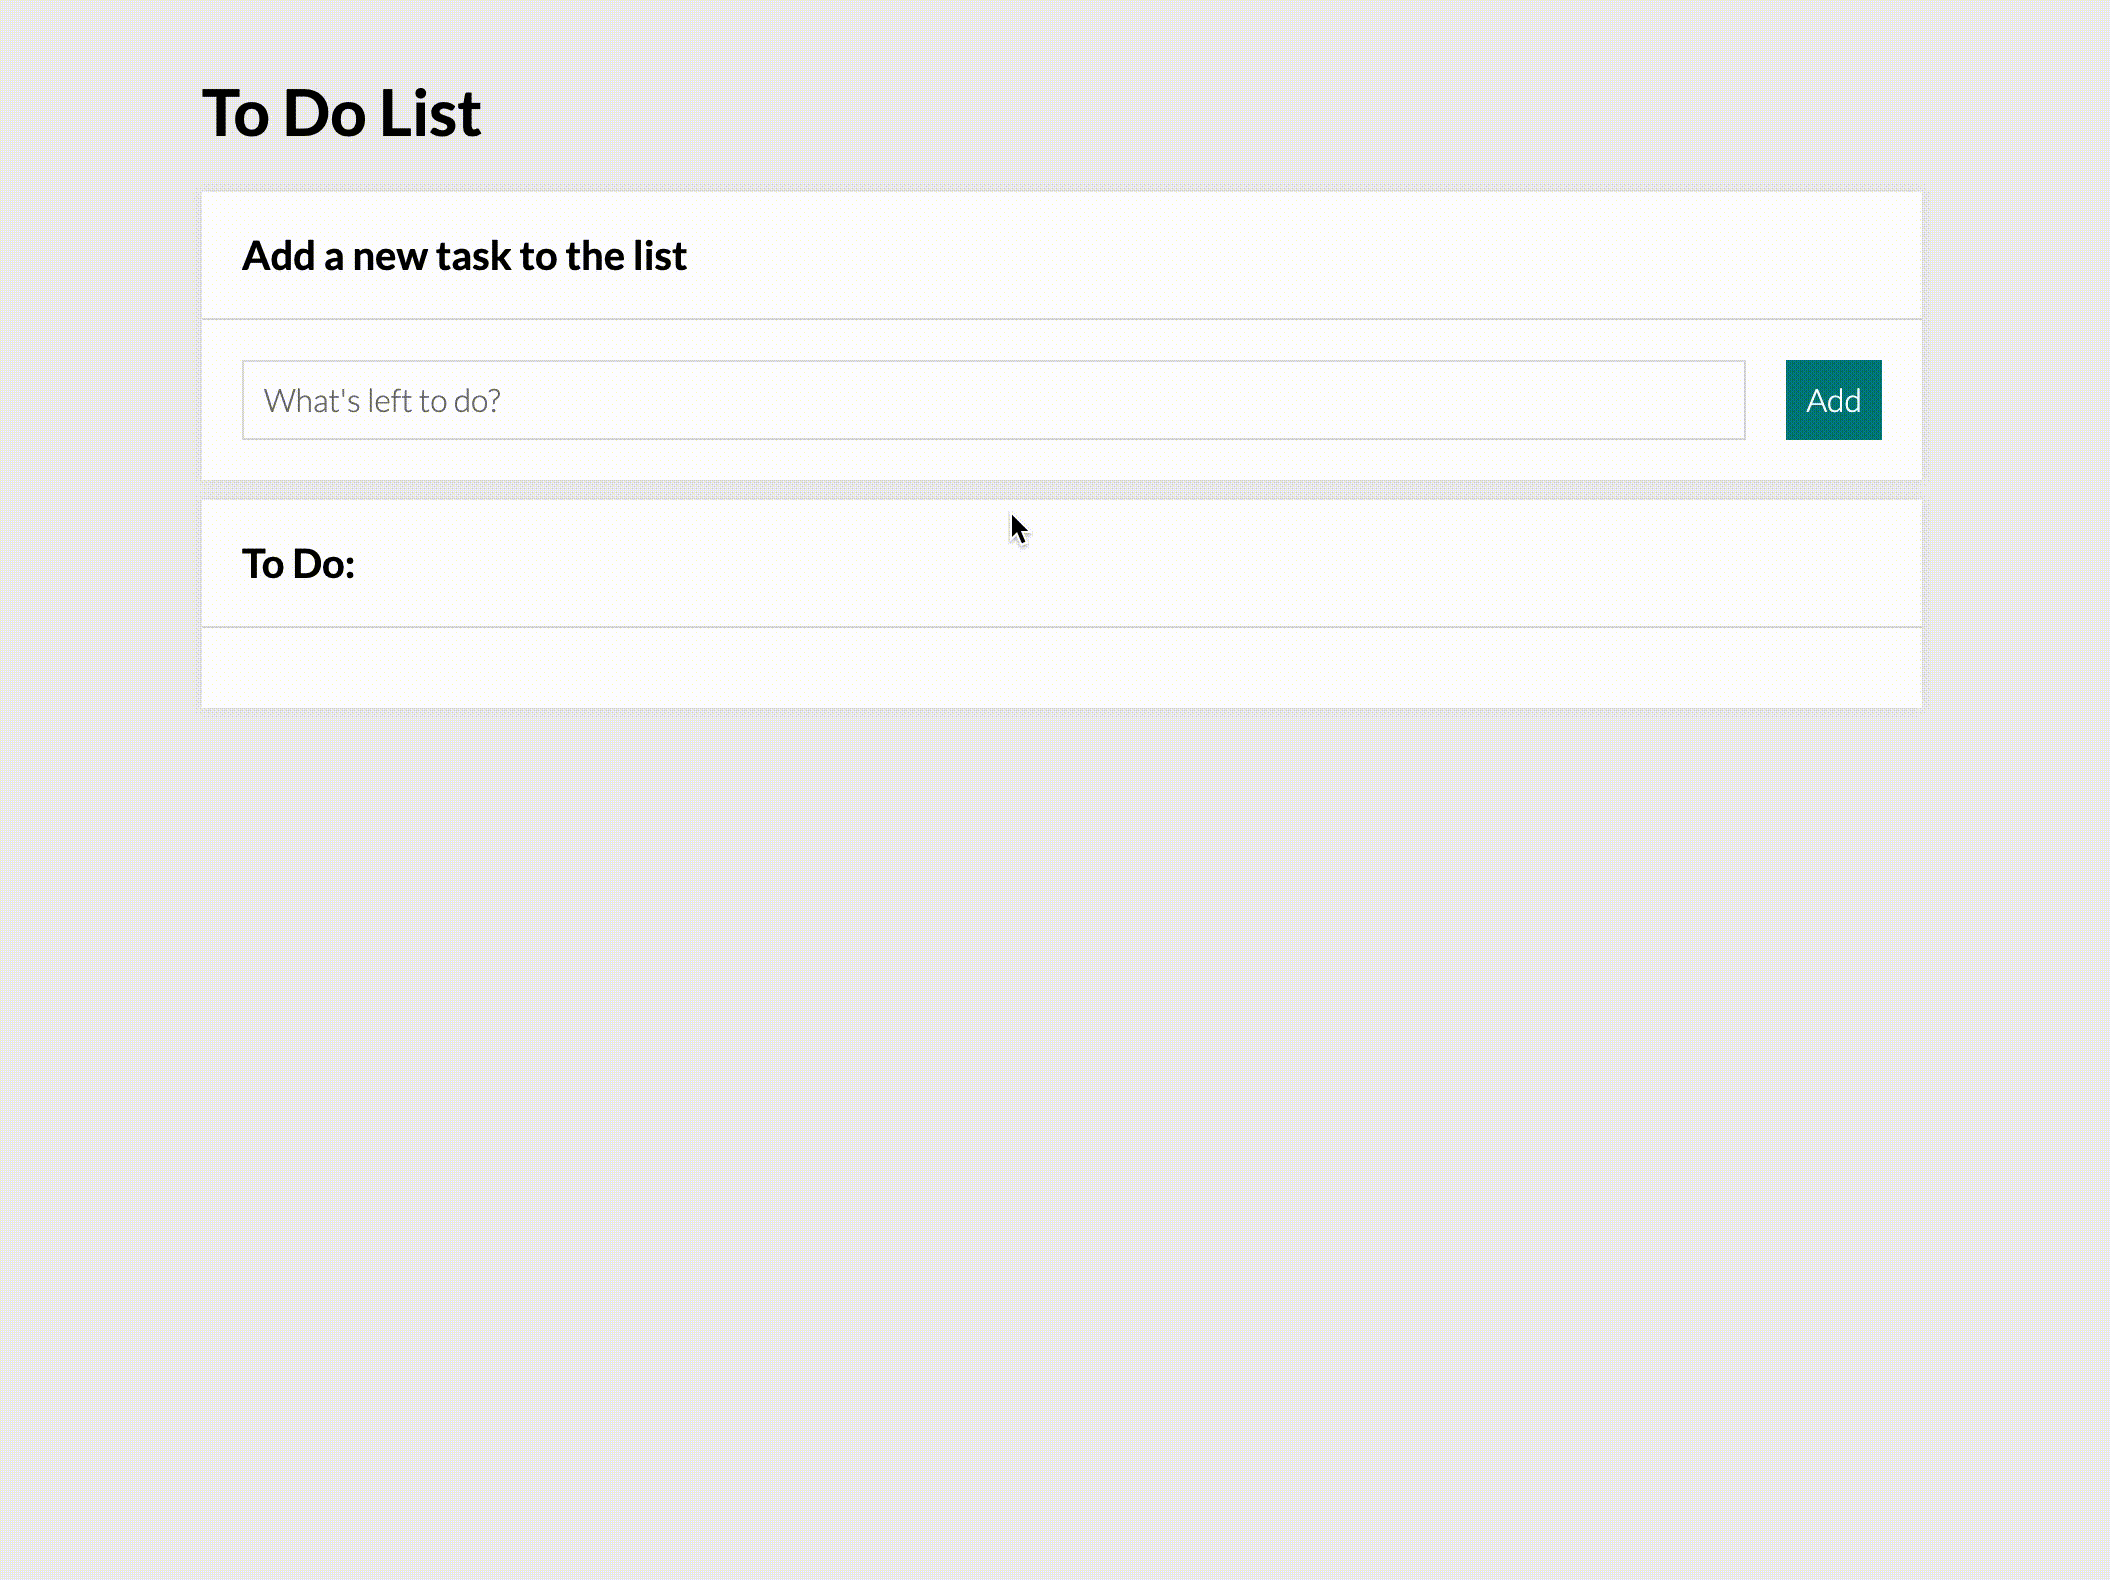 To Do List
Add a new task to the list
What's left to do?
Add
To Do: